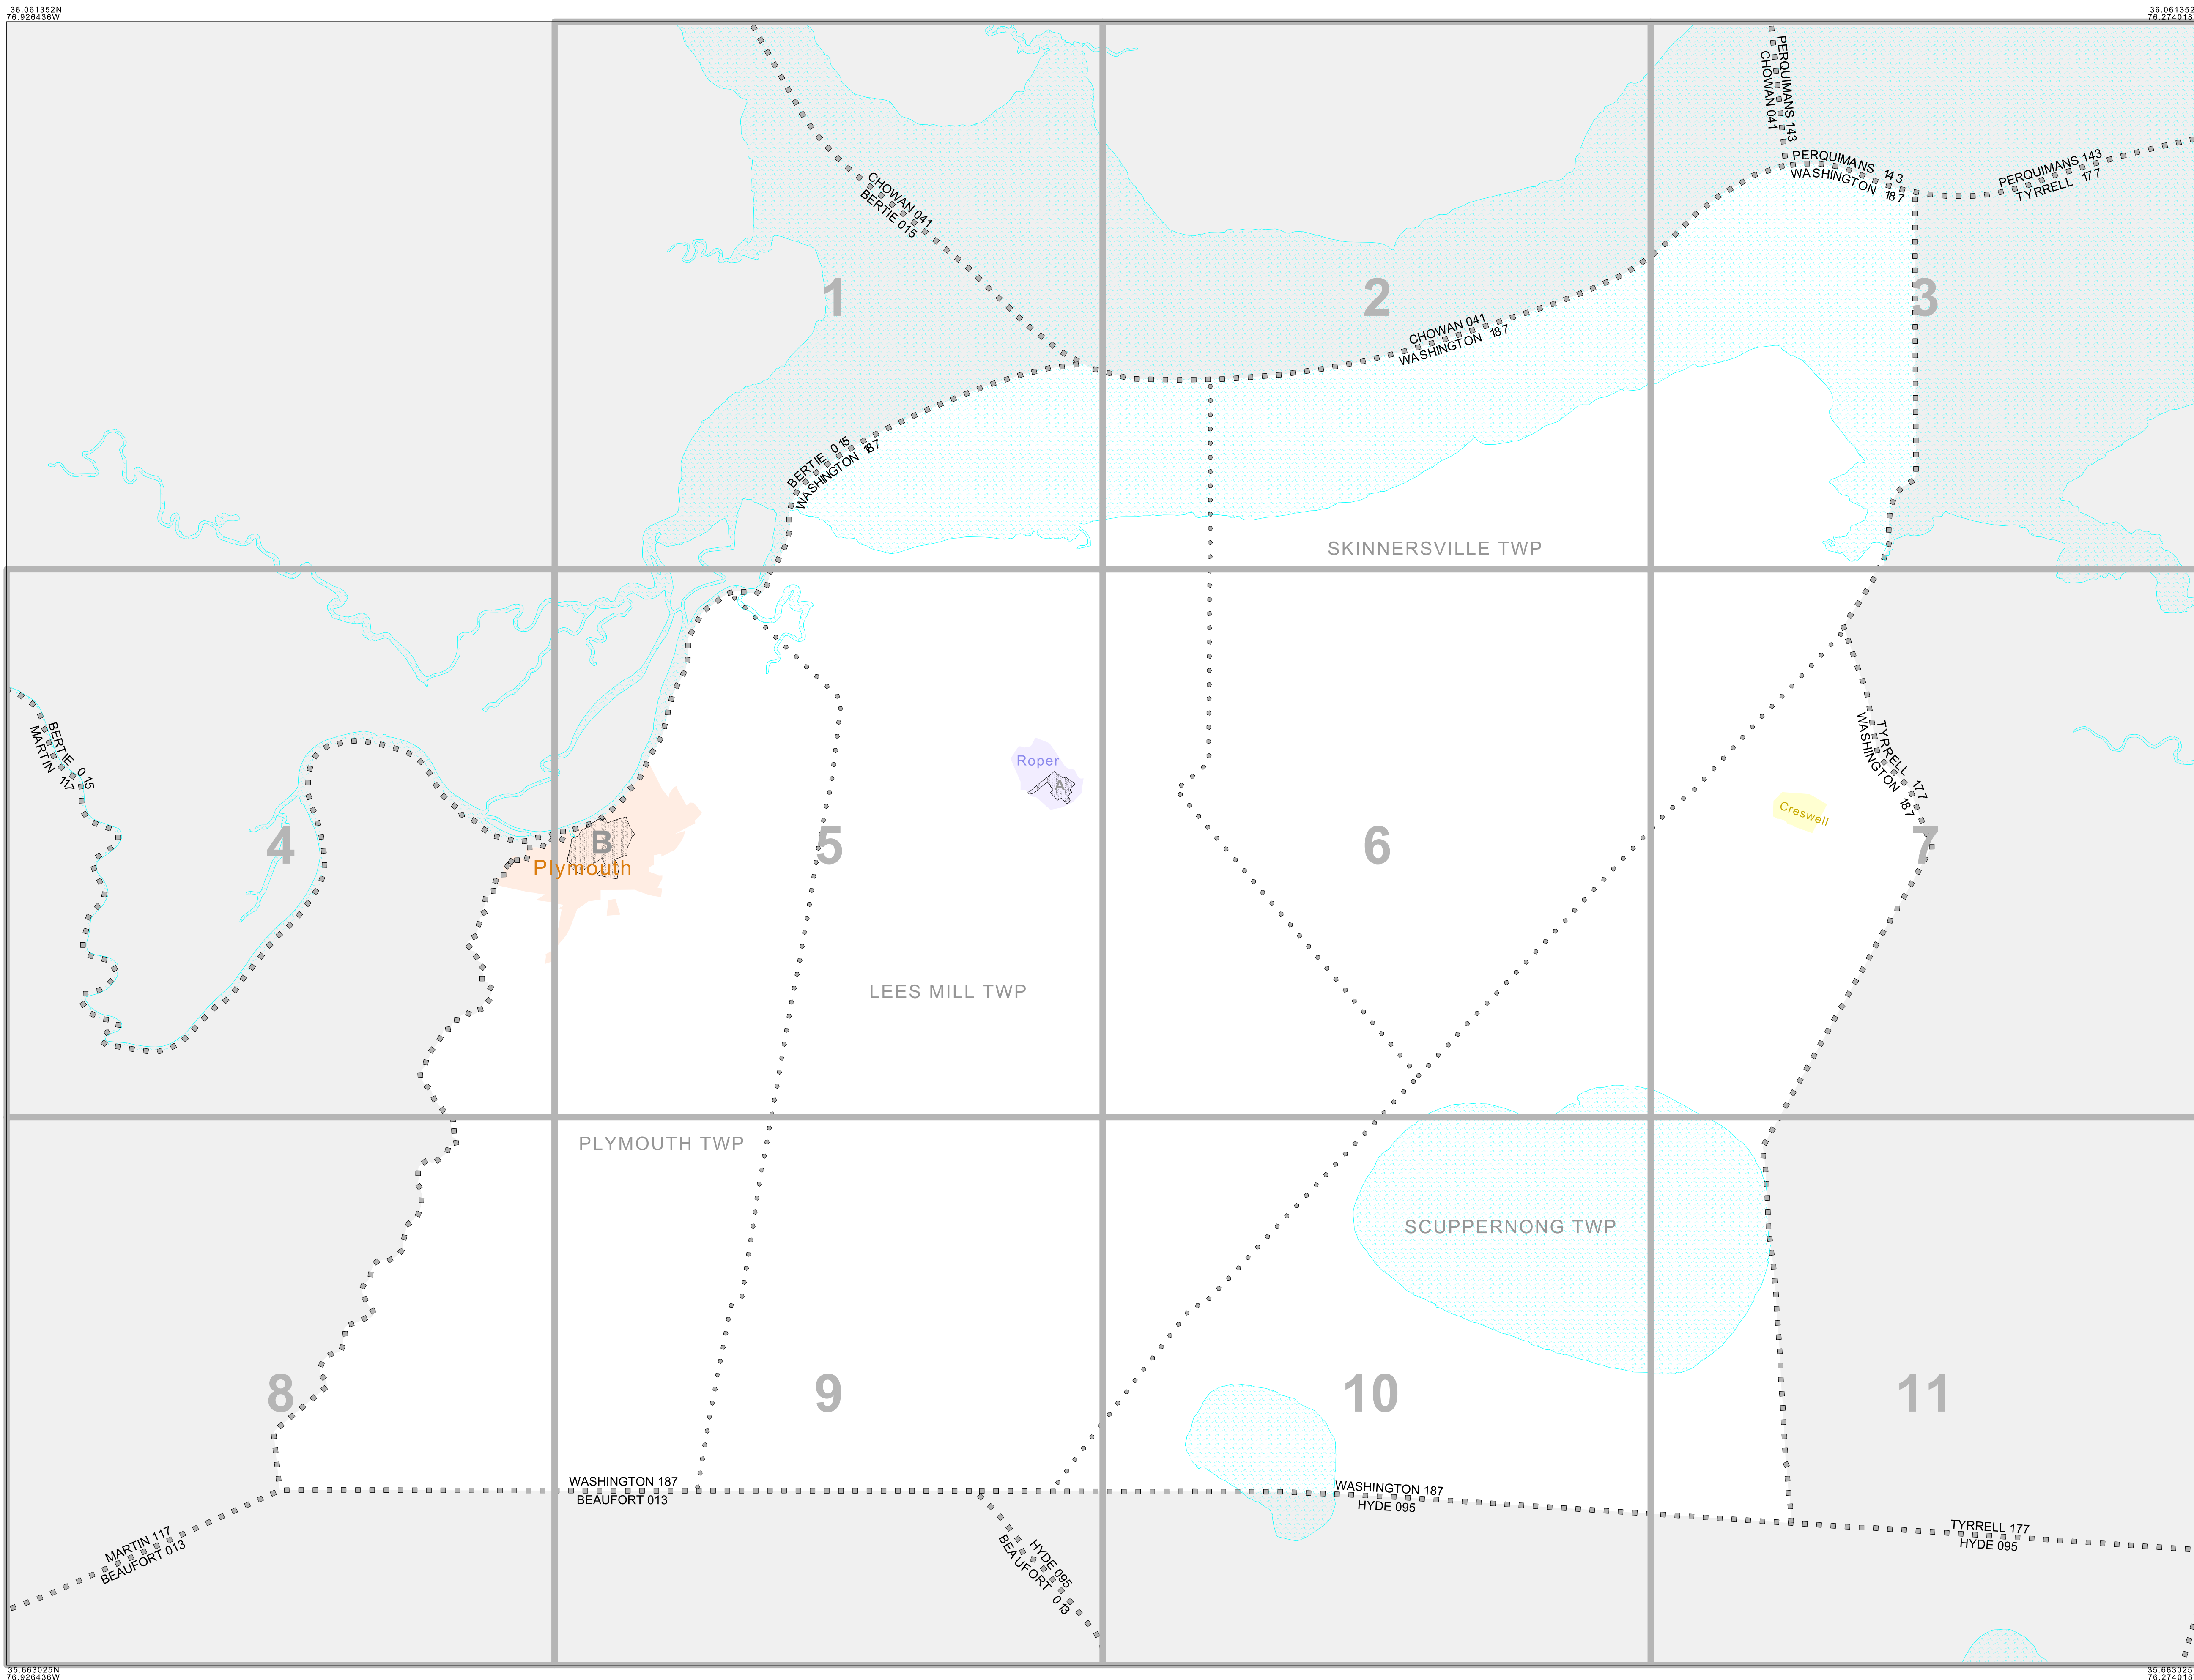 36.061352N
76.926436W
36.061352
76.274018
PERQUIMANS 143
CHOWAN 041
PERQUIMANS 143
WASHINGTON 187
PERQUIMANS 143
TYRRELL 177
CHOWAN 041
BERTIE 015
1
2
3
CHOWAN 041
WASHINGTON 187
BERTIE 015
WASHINGTON 187
SKINNERSVILLE TWP
BERTIE 015
MARTIN 117
TYRRELL 177
WASHINGTON 187
Roper
A
Creswell
4
B
5
6
7
Plymouth
LEES MILL TWP
PLYMOUTH TWP
SCUPPERNONG TWP
8
9
10
11
WASHINGTON 187
BEAUFORT 013
WASHINGTON 187
HYDE 095
MARTIN 117
BEAUFORT 013
HYDE 095
BEAUFORT 013
TYRRELL 177
HYDE 095
35.663025N
76.926436W
35.663025
76.274018